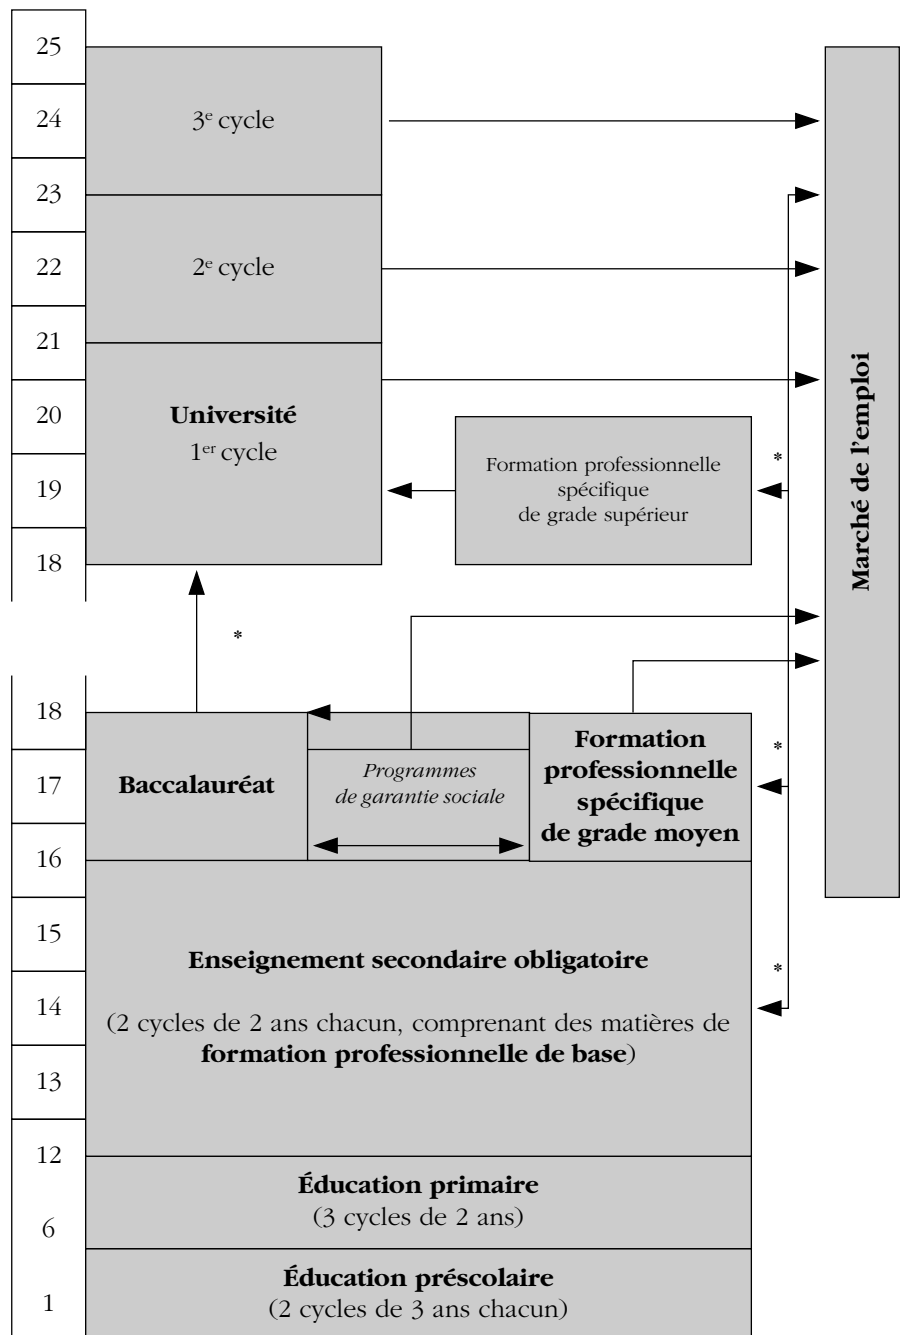 25
24
3e cycle
23
22
2e cycle
21
20
Université
1er cycle
19
Formation professionnelle
spécifique
de grade supérieur
*
18
Marché de l'emploi
*
18
17
Baccalauréat
Programmes
de garantie sociale
Formation
professionnelle
spécifique
de grade moyen
*
16
15
Enseignement secondaire obligatoire
*
14
(2 cycles de 2 ans chacun, comprenant des matières de
formation professionnelle de base)
13
12
Éducation primaire
(3 cycles de 2 ans)
6
Éducation préscolaire
(2 cycles de 3 ans chacun)
1